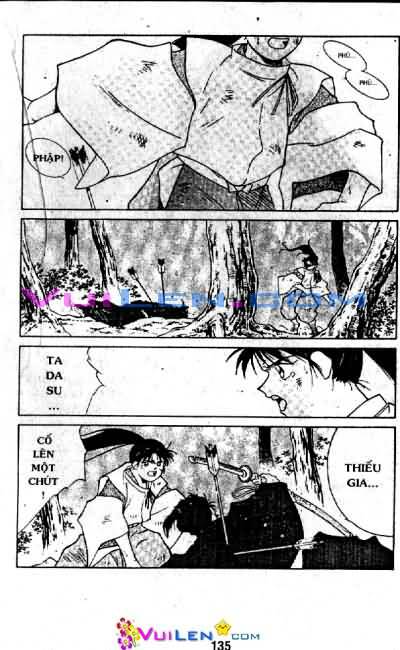 PHÙ...
PHÙ...
PHẬP!
VUILEN.COM
TA
DA
SU
...
THIẾU
GIA...
CỐ
LÊN
MỘT
CHÚT
!
VUILEN
.COM
135